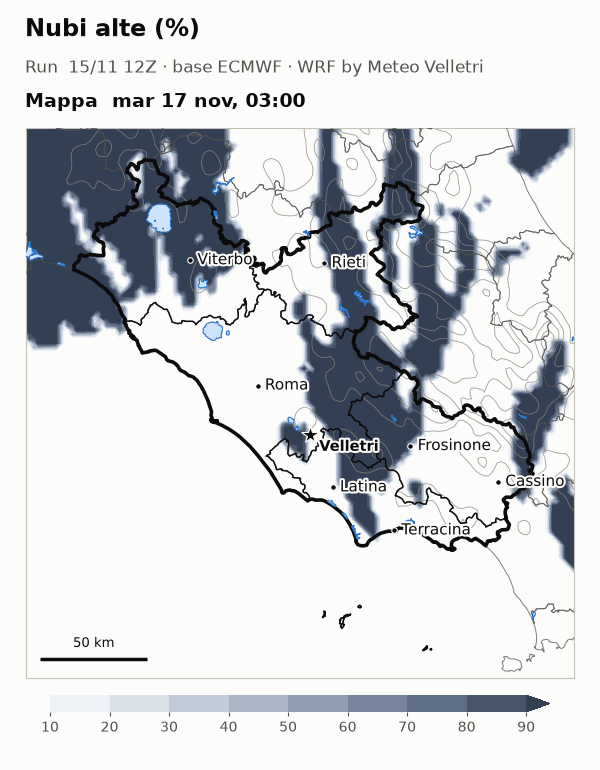 Nubi alte (%)
Run  15/11 12Z · base ECMWF · WRF by Meteo Velletri
Mappa  mar 17 nov, 03:00
Viterbo
Rieti
Roma
Velletri
Frosinone
Latina
Cassino
Terracina
50 km
10 20 30 40 50 60 70 80 90